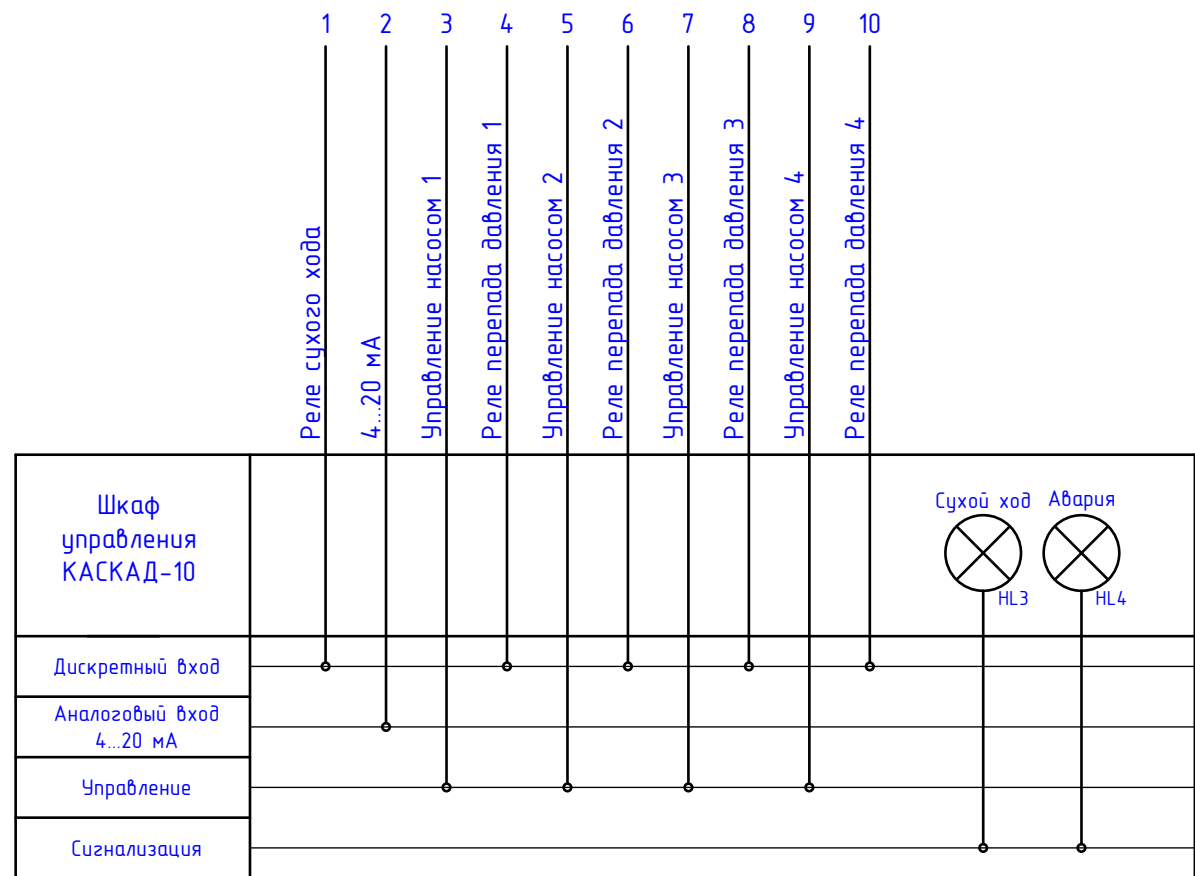 1 2 3 4 5 6 7 8 9 10
Реле сухого хода
4...20 мА
Управление насосом 1
Реле перепада давления 1
Управление насосом 2
Реле перепада давления 2
Управление насосом 3
Реле перепада давления 3
Управление насосом 4
Реле перепада давления 4
Шкаф
управления
КАСКАД-10
Сухой ход Авария
HL3 HL4
Дискретный вход
Аналоговый вход
4...20 мА
Управление
Сигнализация